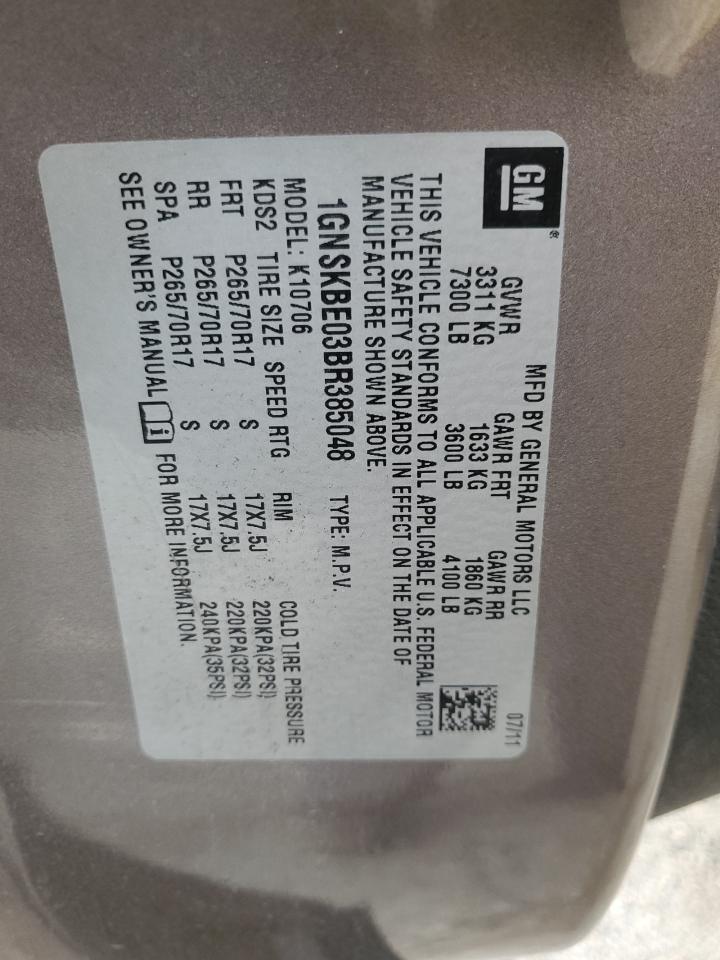 GM®
MFD BY GENERAL MOTORS LLC 07/11
GVWR GAWR FRT GAWR RR
3311 KG 1633 KG 1860 KG
7300 LB 3600 LB 4100 LB
THIS VEHICLE CONFORMS TO ALL APPLICABLE U.S. FEDERAL MOTOR
VEHICLE SAFETY STANDARDS IN EFFECT ON THE DATE OF
MANUFACTURE SHOWN ABOVE.
1GNSKBE03BR385048 TYPE: M.P.V.
MODEL: K10706
KDS2 TIRE SIZE SPEED RTG RIM COLD TIRE PRESSURE
FRT P265/70R17 S 17X7.5J 220KPA(32PSI)
RR P265/70R17 S 17X7.5J 220KPA(32PSI)
SPA P265/70R17 S 17X7.5J 240KPA(35PSI)
SEE OWNER'S MANUAL i FOR MORE INFORMATION.